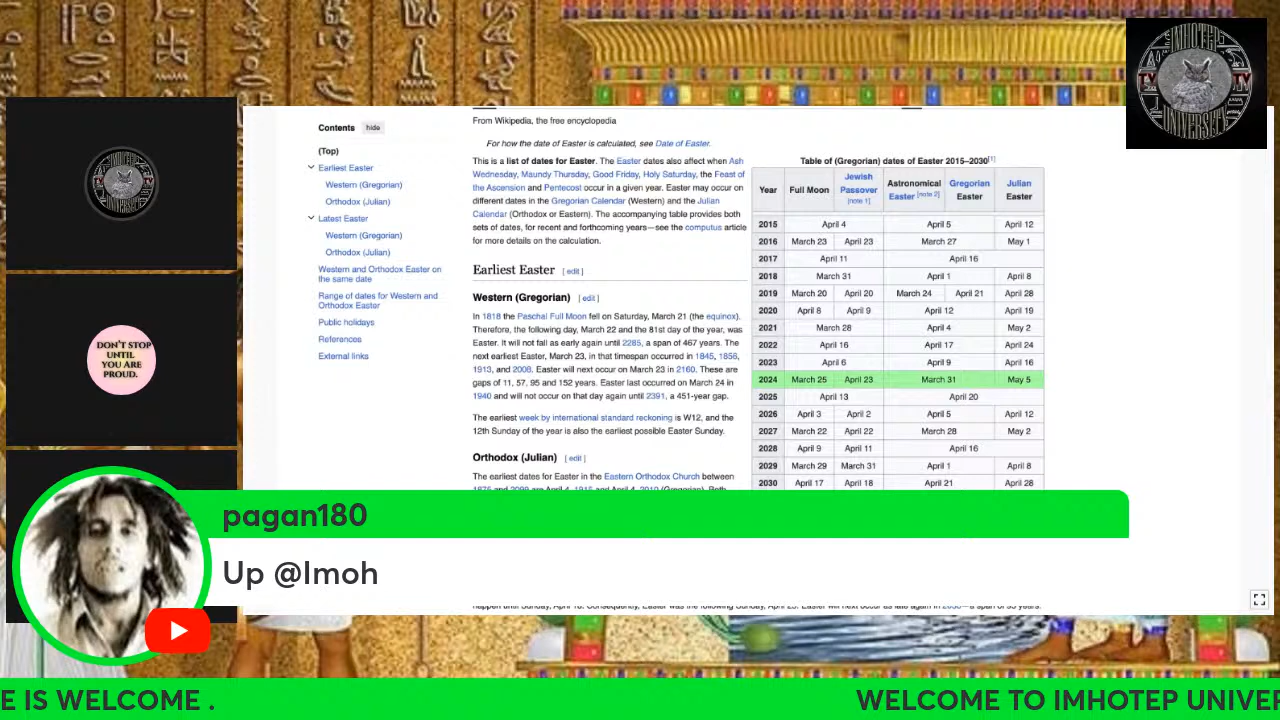 IMHOTEP
TV TV
UNIVERSITY
DON'T STOP
UNTIL
YOU ARE
PROUD.
Contents hide
(Top)
Earliest Easter
Western (Gregorian)
Orthodox (Julian)
Latest Easter
Western (Gregorian)
Orthodox (Julian)
Western and Orthodox Easter on
the same date
Range of dates for Western and
Orthodox Easter
Public holidays
References
External links
From Wikipedia, the free encyclopedia
For how the date of Easter is calculated, see Date of Easter.
This is a list of dates for Easter. The Easter dates also affect when Ash
Wednesday, Maundy Thursday, Good Friday, Holy Saturday, the Feast of
the Ascension and Pentecost occur in a given year. Easter may occur on
different dates in the Gregorian Calendar (Western) and the Julian
Calendar (Orthodox or Eastern). The accompanying table provides both
sets of dates, for recent and forthcoming years—see the computus article
for more details on the calculation.
Earliest Easter [ edit ]
Western (Gregorian) [ edit ]
In 1818 the Paschal Full Moon fell on Saturday, March 21 (the equinox).
Therefore, the following day, March 22 and the 81st day of the year, was
Easter. It will not fall as early again until 2285, a span of 467 years. The
next earliest Easter, March 23, in that timespan occurred in 1845, 1856,
1913, and 2008. Easter will next occur on March 23 in 2160. These are
gaps of 11, 57, 95 and 152 years. Easter last occurred on March 24 in
1940 and will not occur on that day again until 2391, a 451-year gap.
The earliest week by international standard reckoning is W12, and the
12th Sunday of the year is also the earliest possible Easter Sunday.
Orthodox (Julian) [ edit ]
The earliest dates for Easter in the Eastern Orthodox Church between
1875 and 2099 are April 4, 1915 and April 4, 2010 (Gregorian). Both
Table of (Gregorian) dates of Easter 2015–2030[1]
Year Full Moon Jewish Passover [note 1] Astronomical Easter [note 2] Gregorian Easter Julian Easter
2015 April 4 April 5 April 12
2016 March 23 April 23 March 27 May 1
2017 April 11 April 16
2018 March 31 April 1 April 8
2019 March 20 April 20 March 24 April 21 April 28
2020 April 8 April 9 April 12 April 19
2021 March 28 April 4 May 2
2022 April 16 April 17 April 24
2023 April 6 April 9 April 16
2024 March 25 April 23 March 31 May 5
2025 April 13 April 20
2026 April 3 April 2 April 5 April 12
2027 March 22 April 22 March 28 May 2
2028 April 9 April 11 April 16
2029 March 29 March 31 April 1 April 8
2030 April 17 April 18 April 21 April 28
pagan180
Up @Imoh
E IS WELCOME . WELCOME TO IMHOTEP UNIVER